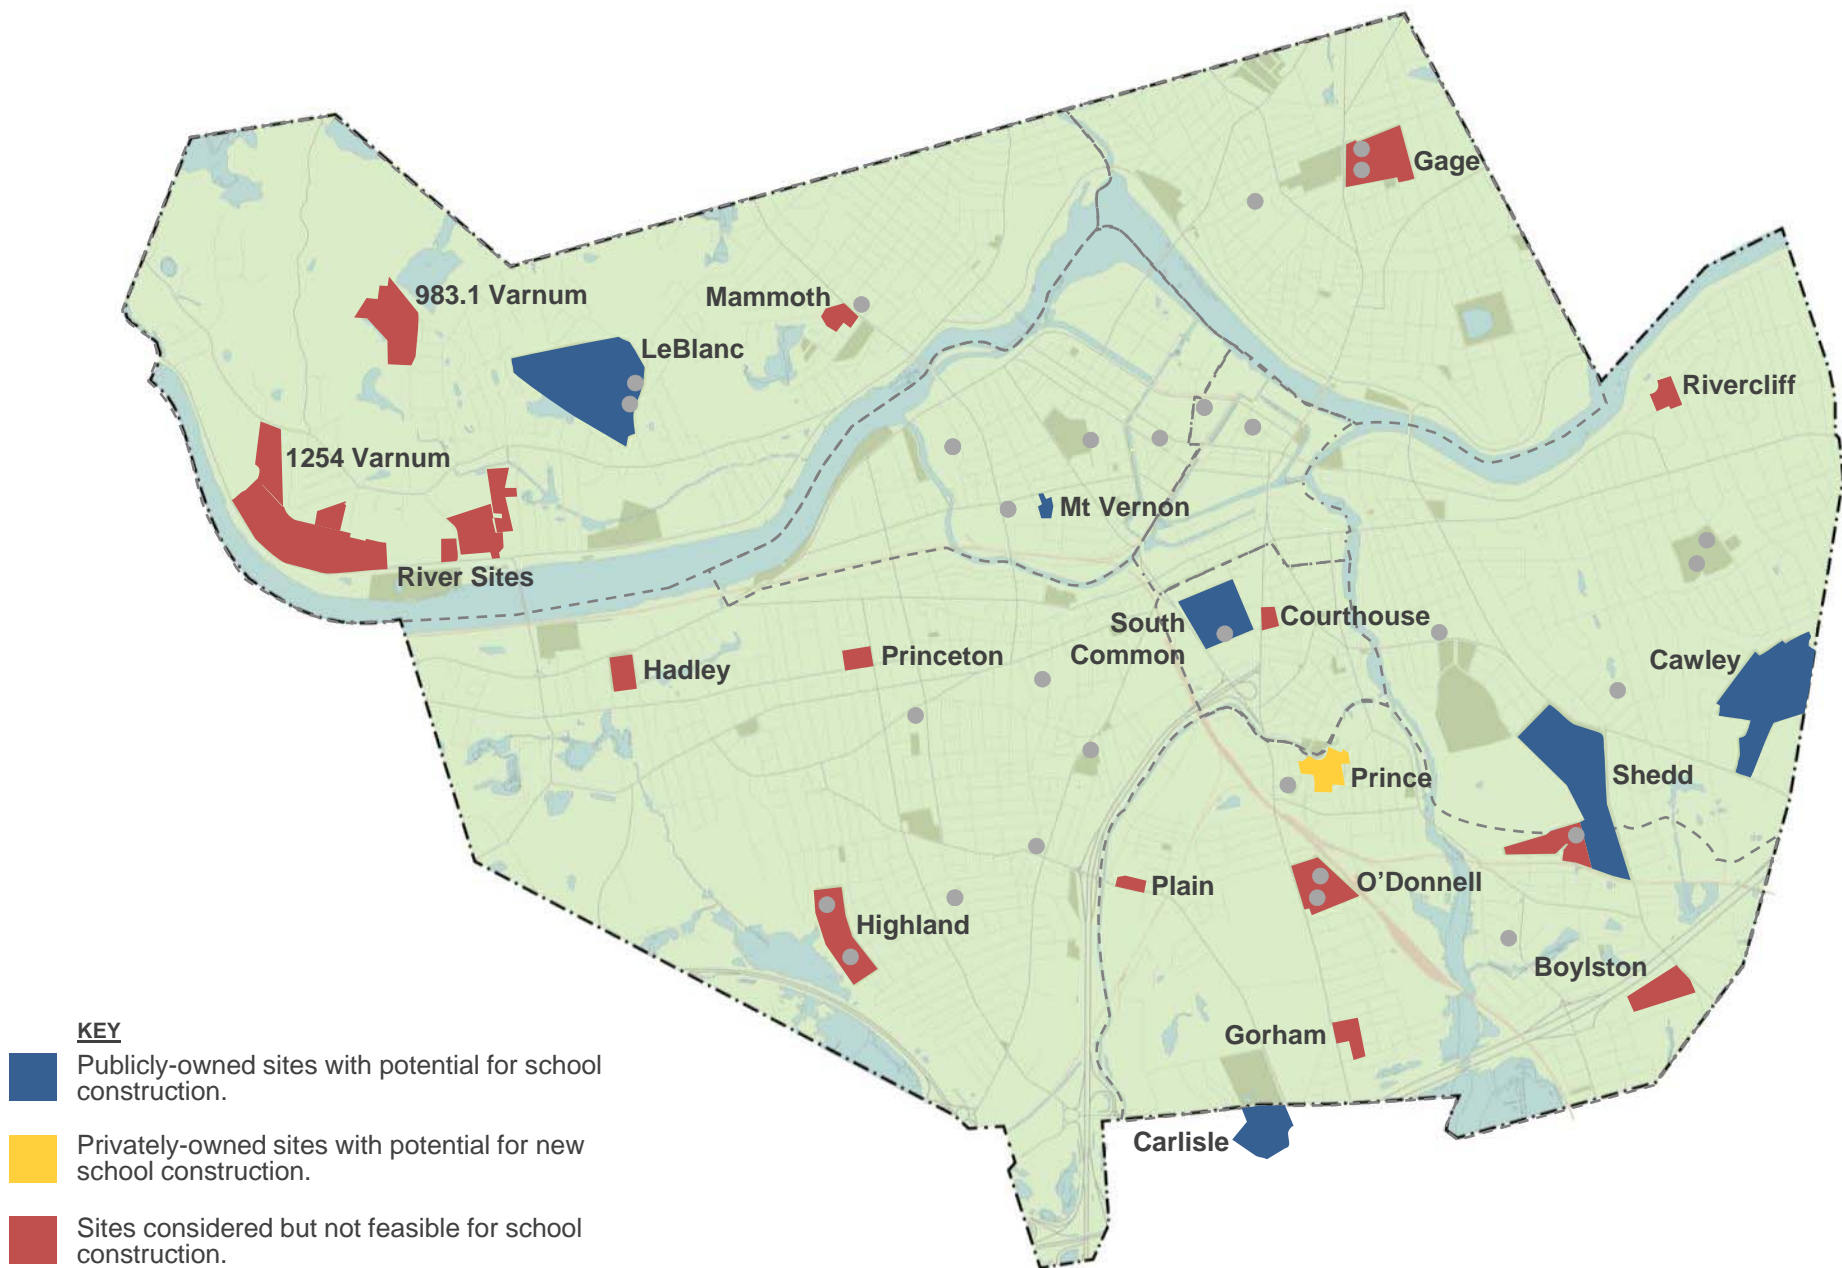 Gage
983.1 Varnum
Mammoth
LeBlanc
Rivercliff
1254 Varnum
Mt Vernon
River Sites
South
Common
Courthouse
Hadley
Princeton
Cawley
Prince
Shedd
Plain
O'Donnell
Highland
Boylston
Gorham
Carlisle
KEY
Publicly-owned sites with potential for school
construction.
Privately-owned sites with potential for new
school construction.
Sites considered but not feasible for school
construction.